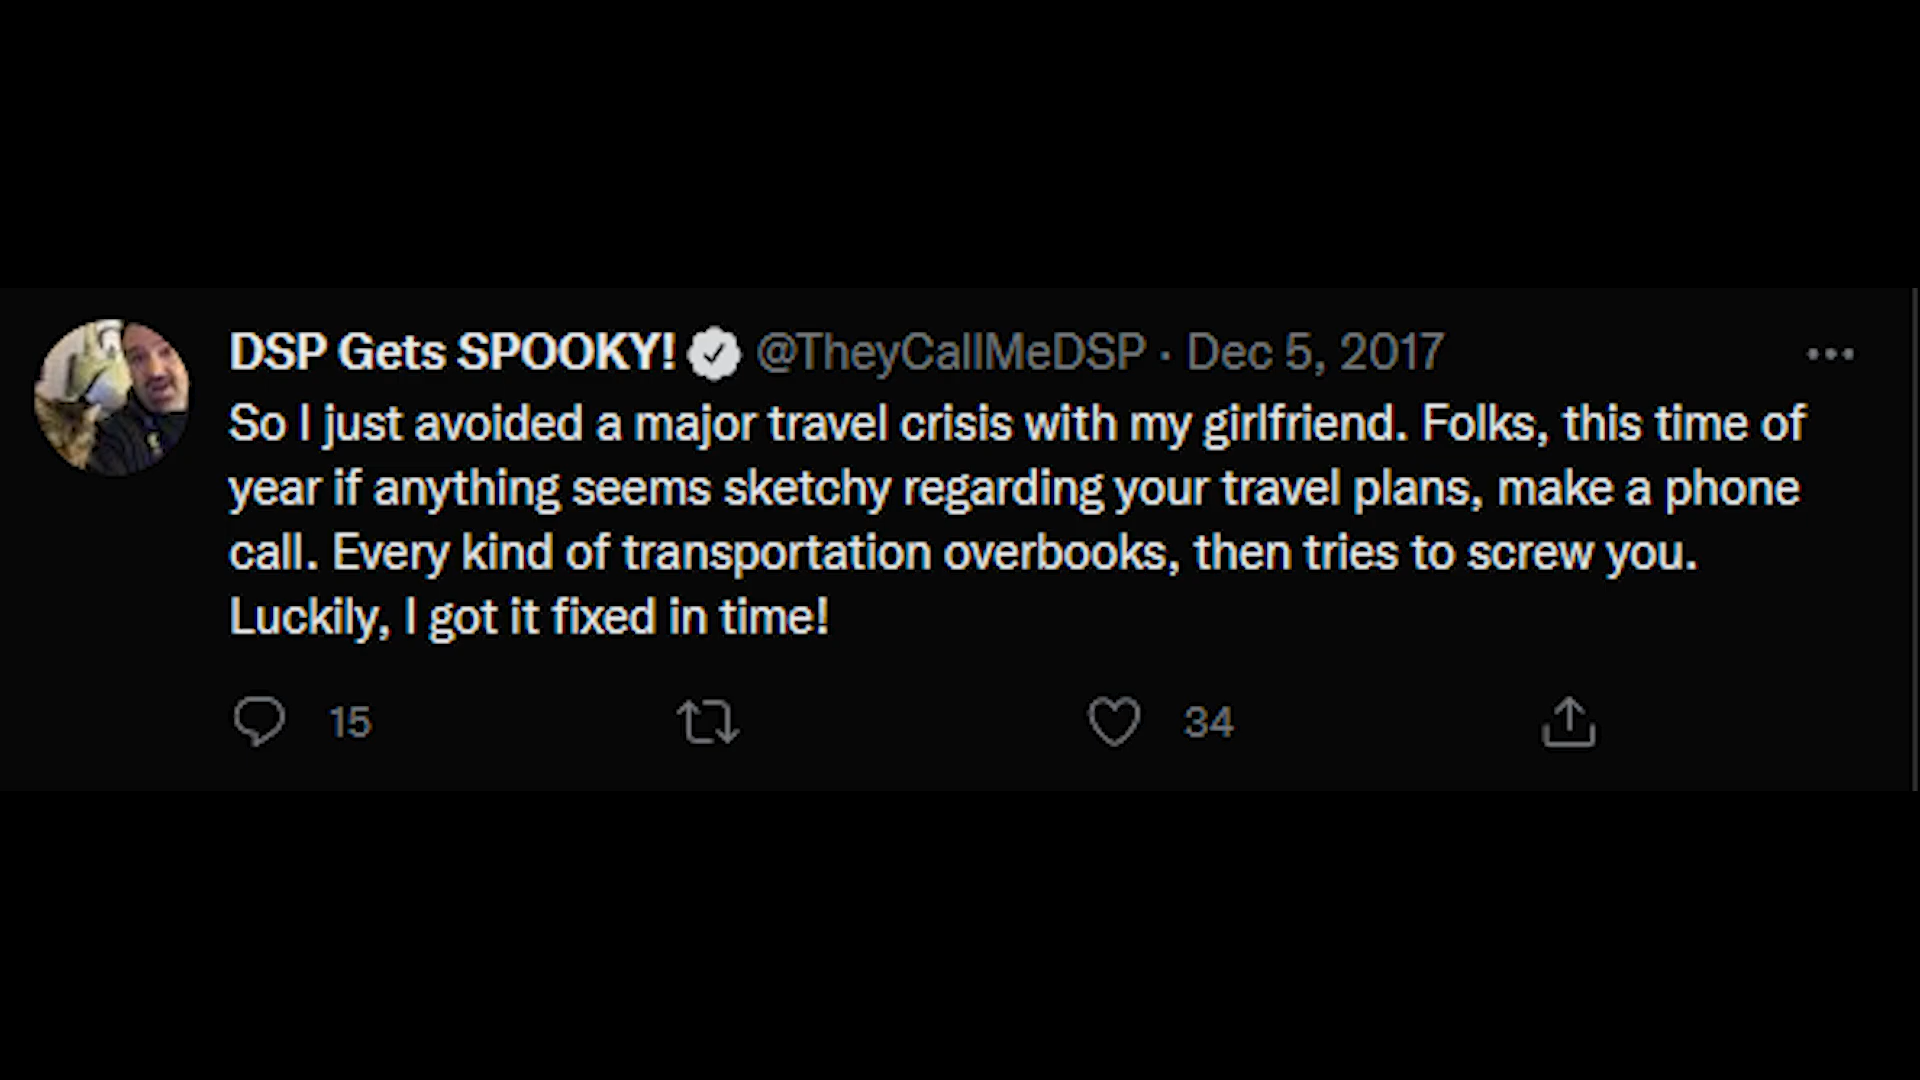 DSP Gets SPOOKY! @TheyCallMeDSP · Dec 5, 2017
So I just avoided a major travel crisis with my girlfriend. Folks, this time of
year if anything seems sketchy regarding your travel plans, make a phone
call. Every kind of transportation overbooks, then tries to screw you.
Luckily, I got it fixed in time!
15 34